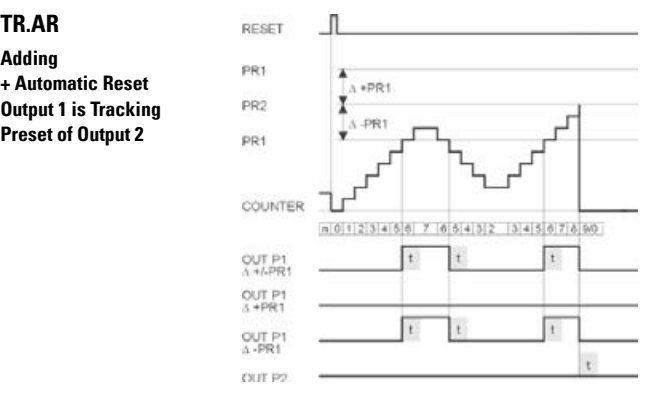 TR.AR
Adding
+ Automatic Reset
Output 1 is Tracking
Preset of Output 2
RESET
PR1
Δ +PR1
PR2
Δ -PR1
PR1
COUNTER
n 0 1 2 3 4 5 6 7 6 5 4 3 2 3 4 5 6 7 8 9/0
OUT P1
Δ +/-PR1
t t t
OUT P1
Δ +PR1
OUT P1
Δ -PR1
t t t
OUT P2
t